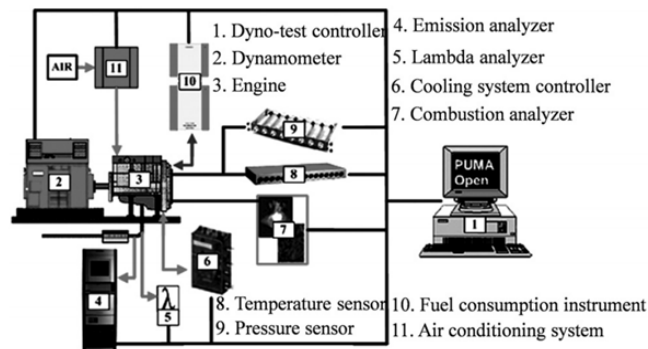 1. Dyno-test controller
2. Dynamometer
3. Engine
4. Emission analyzer
5. Lambda analyzer
6. Cooling system controller
7. Combustion analyzer
AIR
11
10
9
8
2
3
7
PUMA
Open
1
6
4
λ
5
8. Temperature sensor
9. Pressure sensor
10. Fuel consumption instrument
11. Air conditioning system